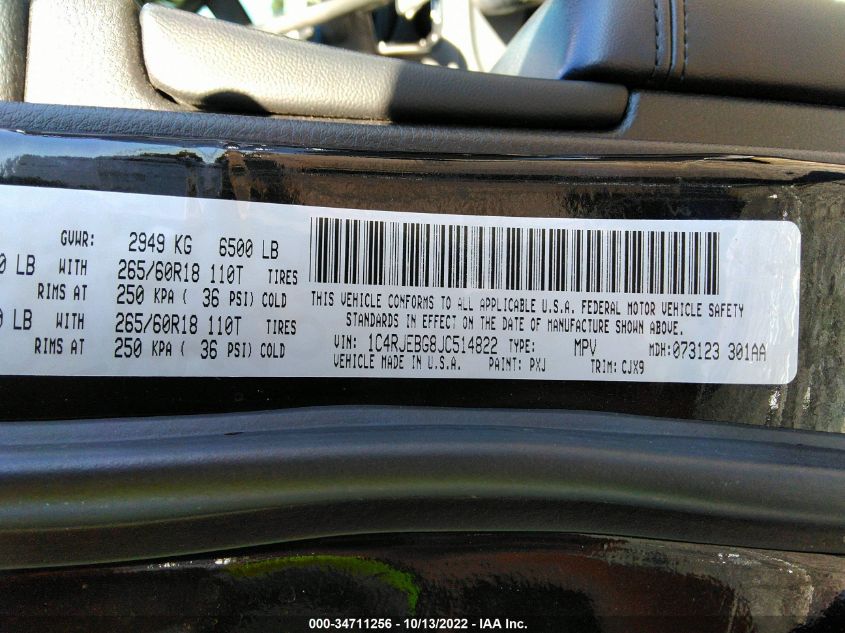 GVWR: 2949 KG 6500 LB
0 LB WITH 265/60R18 110T TIRES
RIMS AT 250 KPA ( 36 PSI) COLD
0 LB WITH 265/60R18 110T TIRES
RIMS AT 250 KPA ( 36 PSI) COLD
THIS VEHICLE CONFORMS TO ALL APPLICABLE U.S.A. FEDERAL MOTOR VEHICLE SAFETY
STANDARDS IN EFFECT ON THE DATE OF MANUFACTURE SHOWN ABOVE.
VIN: 1C4RJEBG8JC514822 TYPE: MPV MDH: 073123 301AA
VEHICLE MADE IN U.S.A. PAINT: PXJ TRIM: CJX9
000-34711256 - 10/13/2022 - IAA Inc.